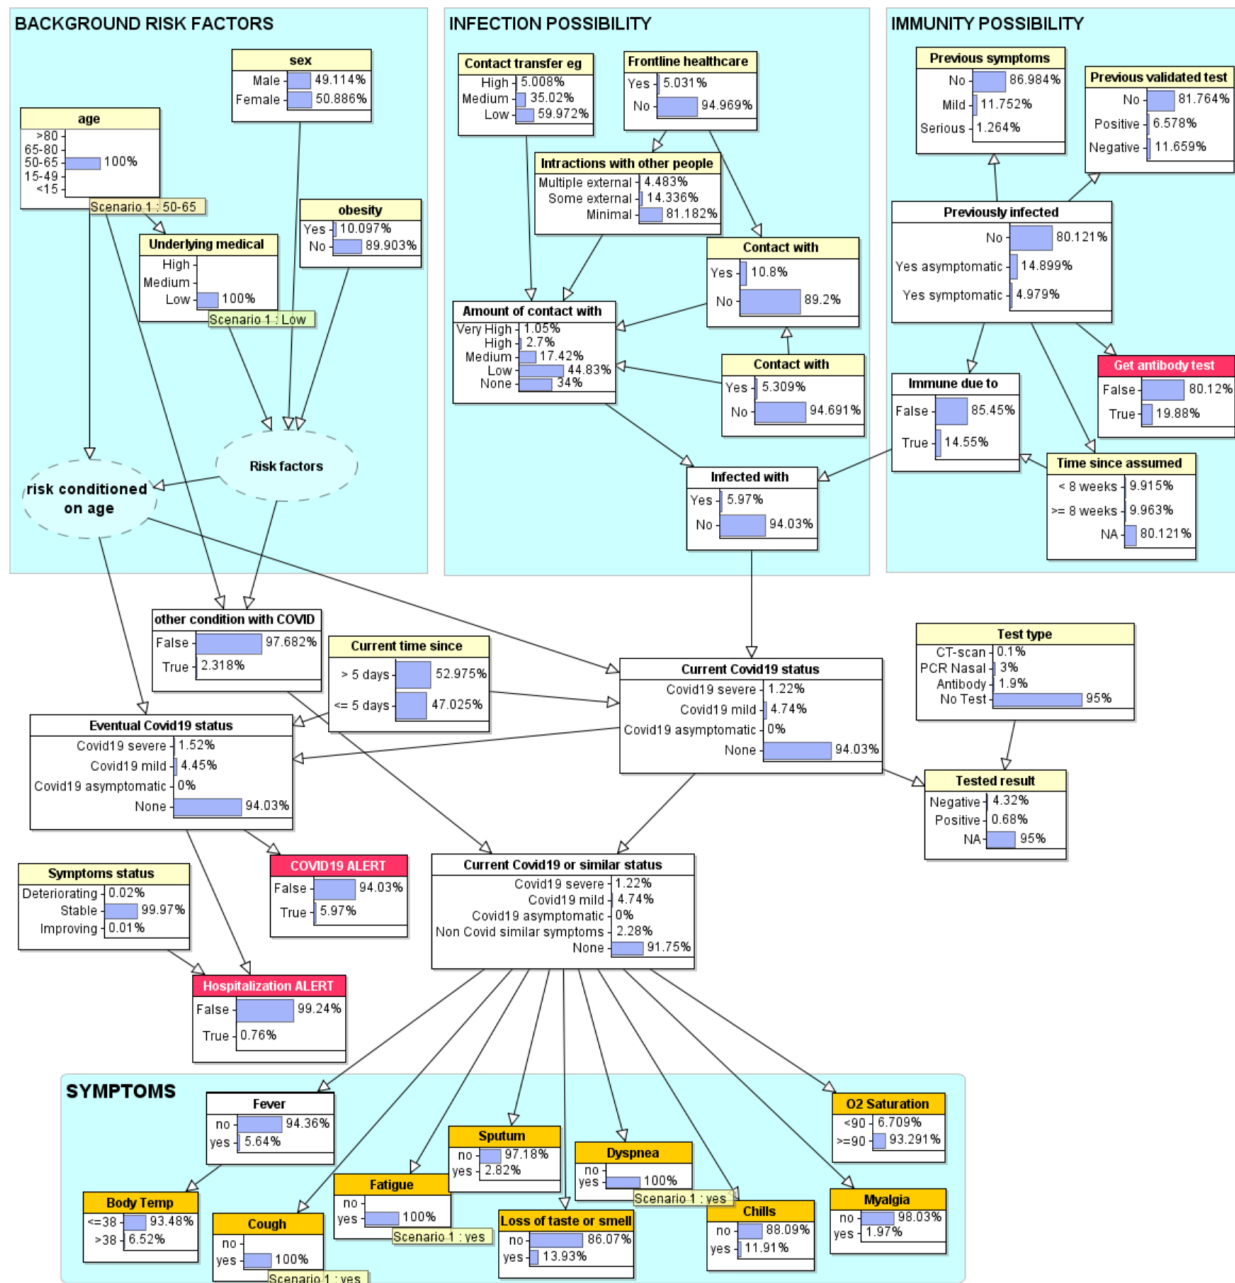 BACKGROUND RISK FACTORS
sex
Male 49.114%
Female 50.886%
age
>80
65-80
50-65 100%
15-49
<15
Scenario 1 : 50-65
obesity
Yes 10.097%
No 89.903%
Underlying medical
High
Medium
Low 100%
Scenario 1 : Low
Risk factors
risk conditioned
on age
INFECTION POSSIBILITY
Contact transfer eg
High 5.008%
Medium 35.02%
Low 59.972%
Frontline healthcare
Yes 5.031%
No 94.969%
Intractions with other people
Multiple external 4.483%
Some external 14.336%
Minimal 81.182%
Contact with
Yes 10.8%
No 89.2%
Amount of contact with
Very High 1.05%
High 2.7%
Medium 17.42%
Low 44.83%
None 34%
Contact with
Yes 5.309%
No 94.691%
Infected with
Yes 5.97%
No 94.03%
IMMUNITY POSSIBILITY
Previous symptoms
No 86.984%
Mild 11.752%
Serious 1.264%
Previous validated test
No 81.764%
Positive 6.578%
Negative 11.659%
Previously infected
No 80.121%
Yes asymptomatic 14.899%
Yes symptomatic 4.979%
Get antibody test
False 80.12%
True 19.88%
Immune due to
False 85.45%
True 14.55%
Time since assumed
< 8 weeks 9.915%
>= 8 weeks 9.963%
NA 80.121%
other condition with COVID
False 97.682%
True 2.318%
Current time since
> 5 days 52.975%
<= 5 days 47.025%
Current Covid19 status
Covid19 severe 1.22%
Covid19 mild 4.74%
Covid19 asymptomatic 0%
None 94.03%
Test type
CT-scan 0.1%
PCR Nasal 3%
Antibody 1.9%
No Test 95%
Eventual Covid19 status
Covid19 severe 1.52%
Covid19 mild 4.45%
Covid19 asymptomatic 0%
None 94.03%
Tested result
Negative 4.32%
Positive 0.68%
NA 95%
Symptoms status
Deteriorating 0.02%
Stable 99.97%
Improving 0.01%
COVID19 ALERT
False 94.03%
True 5.97%
Current Covid19 or similar status
Covid19 severe 1.22%
Covid19 mild 4.74%
Covid19 asymptomatic 0%
Non Covid similar symptoms 2.28%
None 91.75%
Hospitalization ALERT
False 99.24%
True 0.76%
SYMPTOMS
Fever
no 94.36%
yes 5.64%
Body Temp
<=38 93.48%
>38 6.52%
Cough
no
yes 100%
Scenario 1 : yes
Fatigue
no
yes 100%
Scenario 1 : yes
Sputum
no 97.18%
yes 2.82%
Loss of taste or smell
no 86.07%
yes 13.93%
Dyspnea
no
yes 100%
Scenario 1 : yes
Chills
no 88.09%
yes 11.91%
O2 Saturation
<90 6.709%
>=90 93.291%
Myalgia
no 98.03%
yes 1.97%